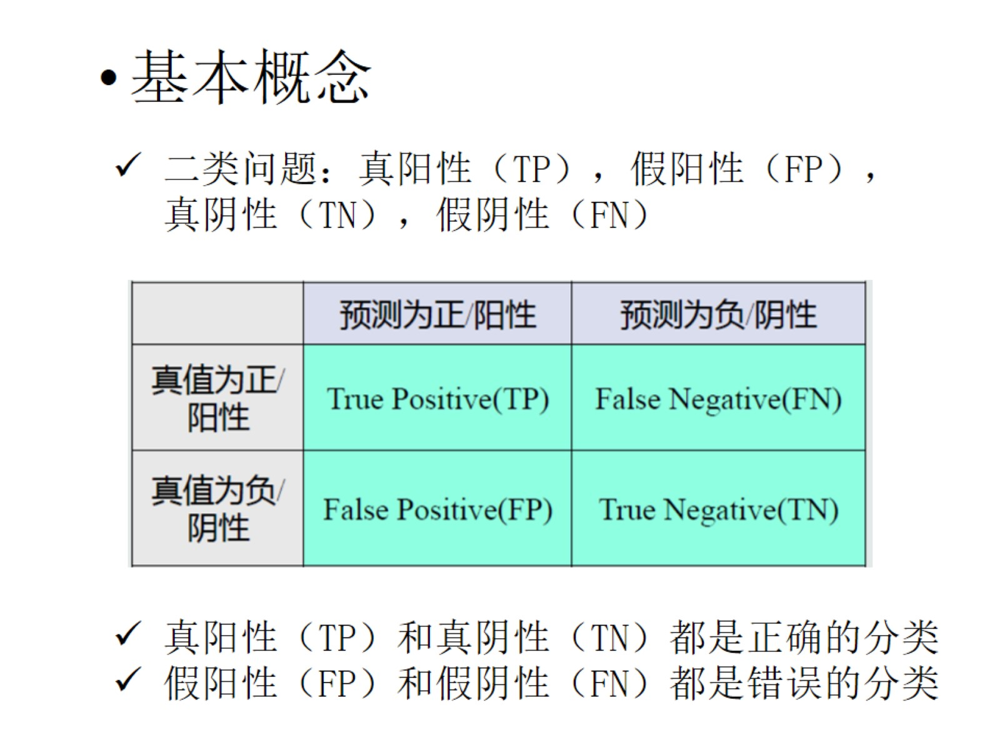 • 基本概念
✓ 二类问题：真阳性（TP），假阳性（FP），
真阴性（TN），假阴性（FN）
预测为正/阳性 预测为负/阴性
真值为正/
阳性
True Positive(TP) False Negative(FN)
真值为负/
阴性
False Positive(FP) True Negative(TN)
✓ 真阳性（TP）和真阴性（TN）都是正确的分类
✓ 假阳性（FP）和假阴性（FN）都是错误的分类